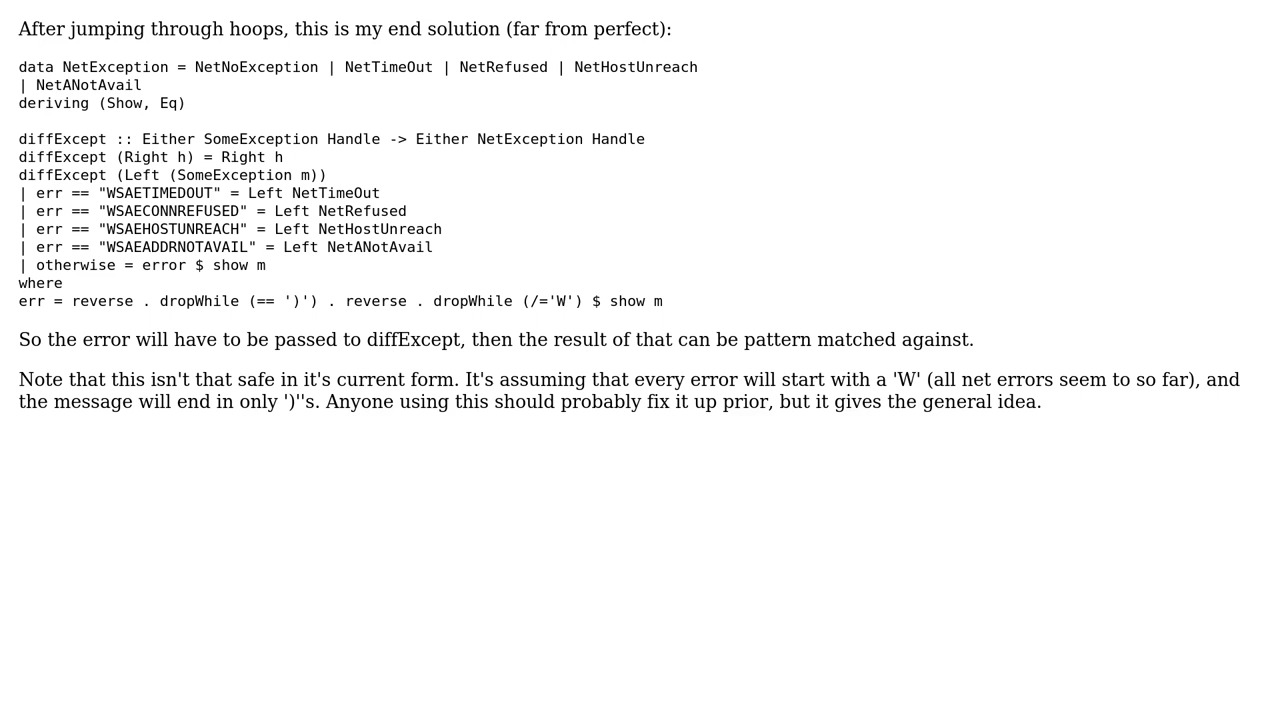 After jumping through hoops, this is my end solution (far from perfect):
data NetException = NetNoException | NetTimeOut | NetRefused | NetHostUnreach
| NetANotAvail
deriving (Show, Eq)
diffExcept :: Either SomeException Handle -> Either NetException Handle
diffExcept (Right h) = Right h
diffExcept (Left (SomeException m))
| err == "WSAETIMEDOUT" = Left NetTimeOut
| err == "WSAECONNREFUSED" = Left NetRefused
| err == "WSAEHOSTUNREACH" = Left NetHostUnreach
| err == "WSAEADDRNOTAVAIL" = Left NetANotAvail
| otherwise = error $ show m
where
err = reverse . dropWhile (== ')') . reverse . dropWhile (/='W') $ show m
So the error will have to be passed to diffExcept, then the result of that can be pattern matched against.
Note that this isn't that safe in it's current form. It's assuming that every error will start with a 'W' (all net errors seem to so far), and
the message will end in only ')''s. Anyone using this should probably fix it up prior, but it gives the general idea.